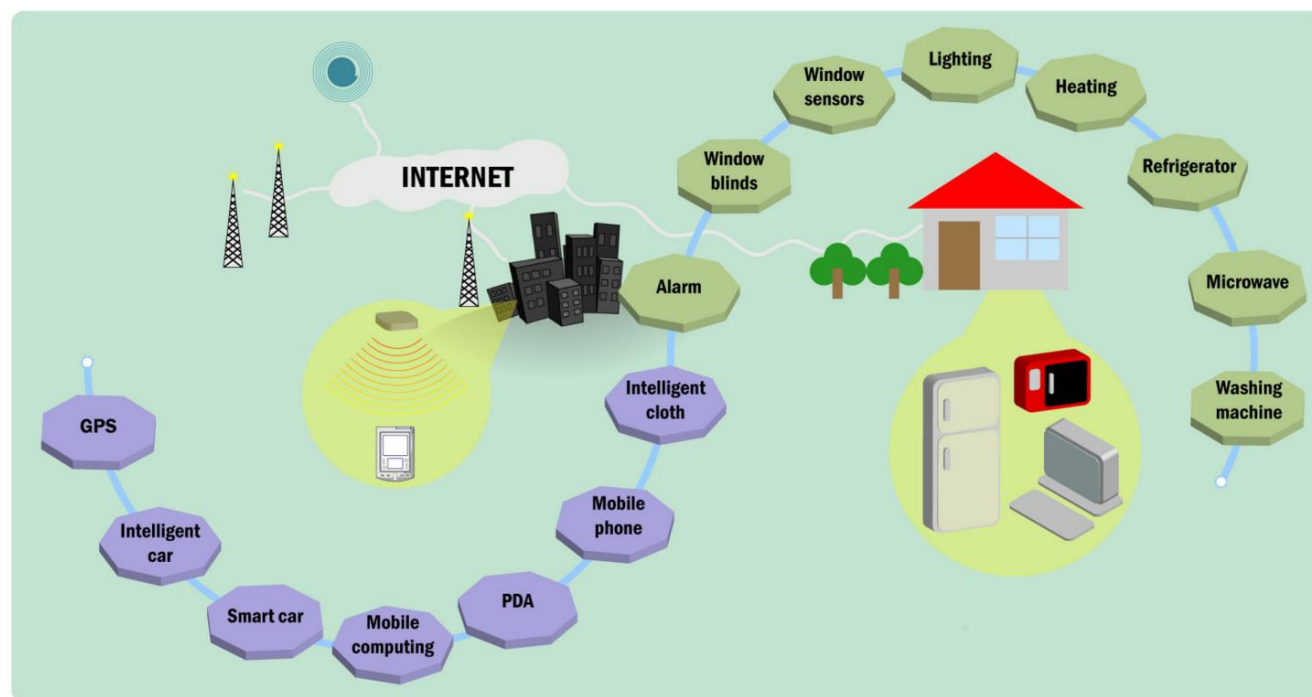 INTERNET
Lighting
Window
sensors
Heating
Window
blinds
Refrigerator
Alarm
Microwave
Washing
machine
Intelligent
cloth
GPS
Mobile
phone
Intelligent
car
PDA
Smart car
Mobile
computing